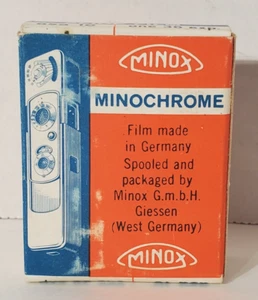 MINOX
MINOCHROME
Film made
in Germany
Spooled and
packaged by
Minox G.m.b.H.
Giessen
(West Germany)
MINOX